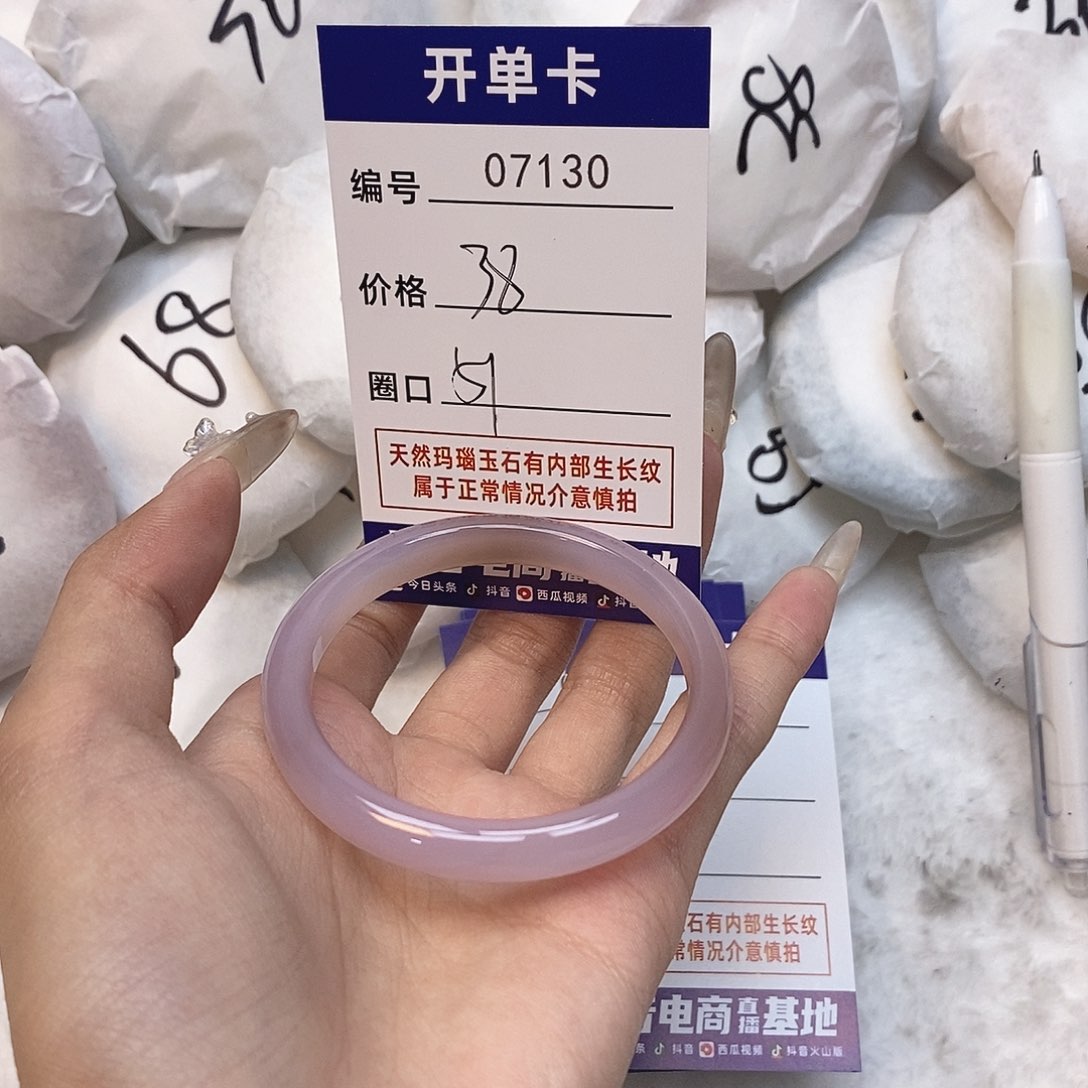 开单卡
编号 07130
价格 38
圈口 51
天然玛瑙玉石有内部生长纹
属于正常情况介意慎拍
今日头条 抖音 西瓜视频
68
38
石有内部生长纹
常情况介意慎拍
电商直播基地
条 抖音 西瓜视频 抖音火山版